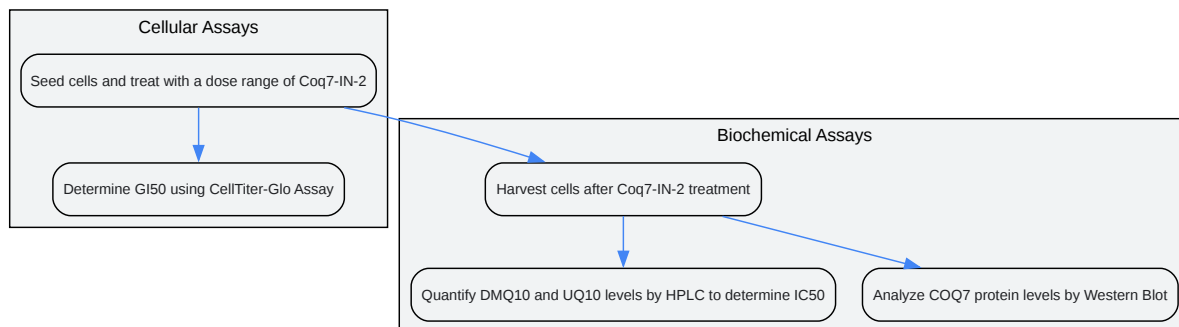 Cellular Assays
Seed cells and treat with a dose range of Coq7-IN-2
Determine GI50 using CellTiter-Glo Assay
Biochemical Assays
Harvest cells after Coq7-IN-2 treatment
Quantify DMQ10 and UQ10 levels by HPLC to determine IC50
Analyze COQ7 protein levels by Western Blot